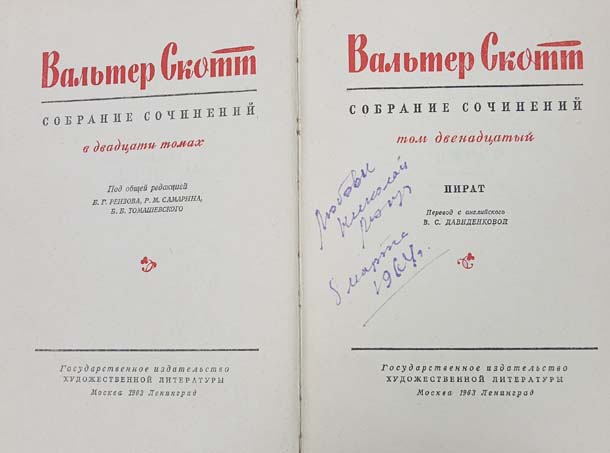 Вальтер Скотт
СОБРАНИЕ СОЧИНЕНИЙ
в двадцати томах
Под общей редакцией
Б. Г. РЕИЗОВА, Р. М. САМАРИНА,
Б. В. ТОМАШЕВСКОГО
Государственное издательство
ХУДОЖЕСТВЕННОЙ ЛИТЕРАТУРЫ
Москва 1963 Ленинград
Вальтер Скотт
СОБРАНИЕ СОЧИНЕНИЙ
том двенадцатый
ПИРАТ
Перевод с английского
В. С. ДАВИДЕНКОВОЙ
Любови
8 марта
1964г.
Государственное издательство
ХУДОЖЕСТВЕННОЙ ЛИТЕРАТУРЫ
Москва 1963 Ленинград